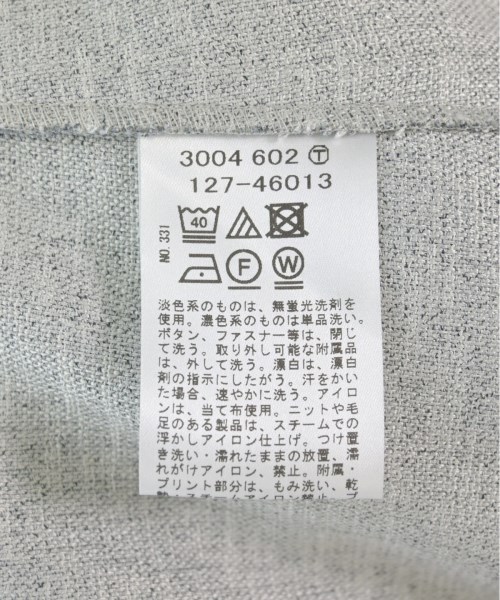 3004 602 Ⓣ
127-46013
NO.331
40
F W
淡色系のものは、無蛍光洗剤を
使用。濃色系のものは単品洗い。
ボタン、ファスナー等は、閉じ
て洗う。取り外し可能な附属品
は、外して洗う。漂白は、漂白
剤の指示にしたがう。汗をかい
た場合、速やかに洗う。アイロ
ンは、当て布使用。ニットや毛
足のある製品は、スチームでの
浮かしアイロン仕上げ。つけ置
き洗い・濡れたままの放置、濡
れがけアイロン、禁止。附属・
プリント部分は、もみ洗い、乾